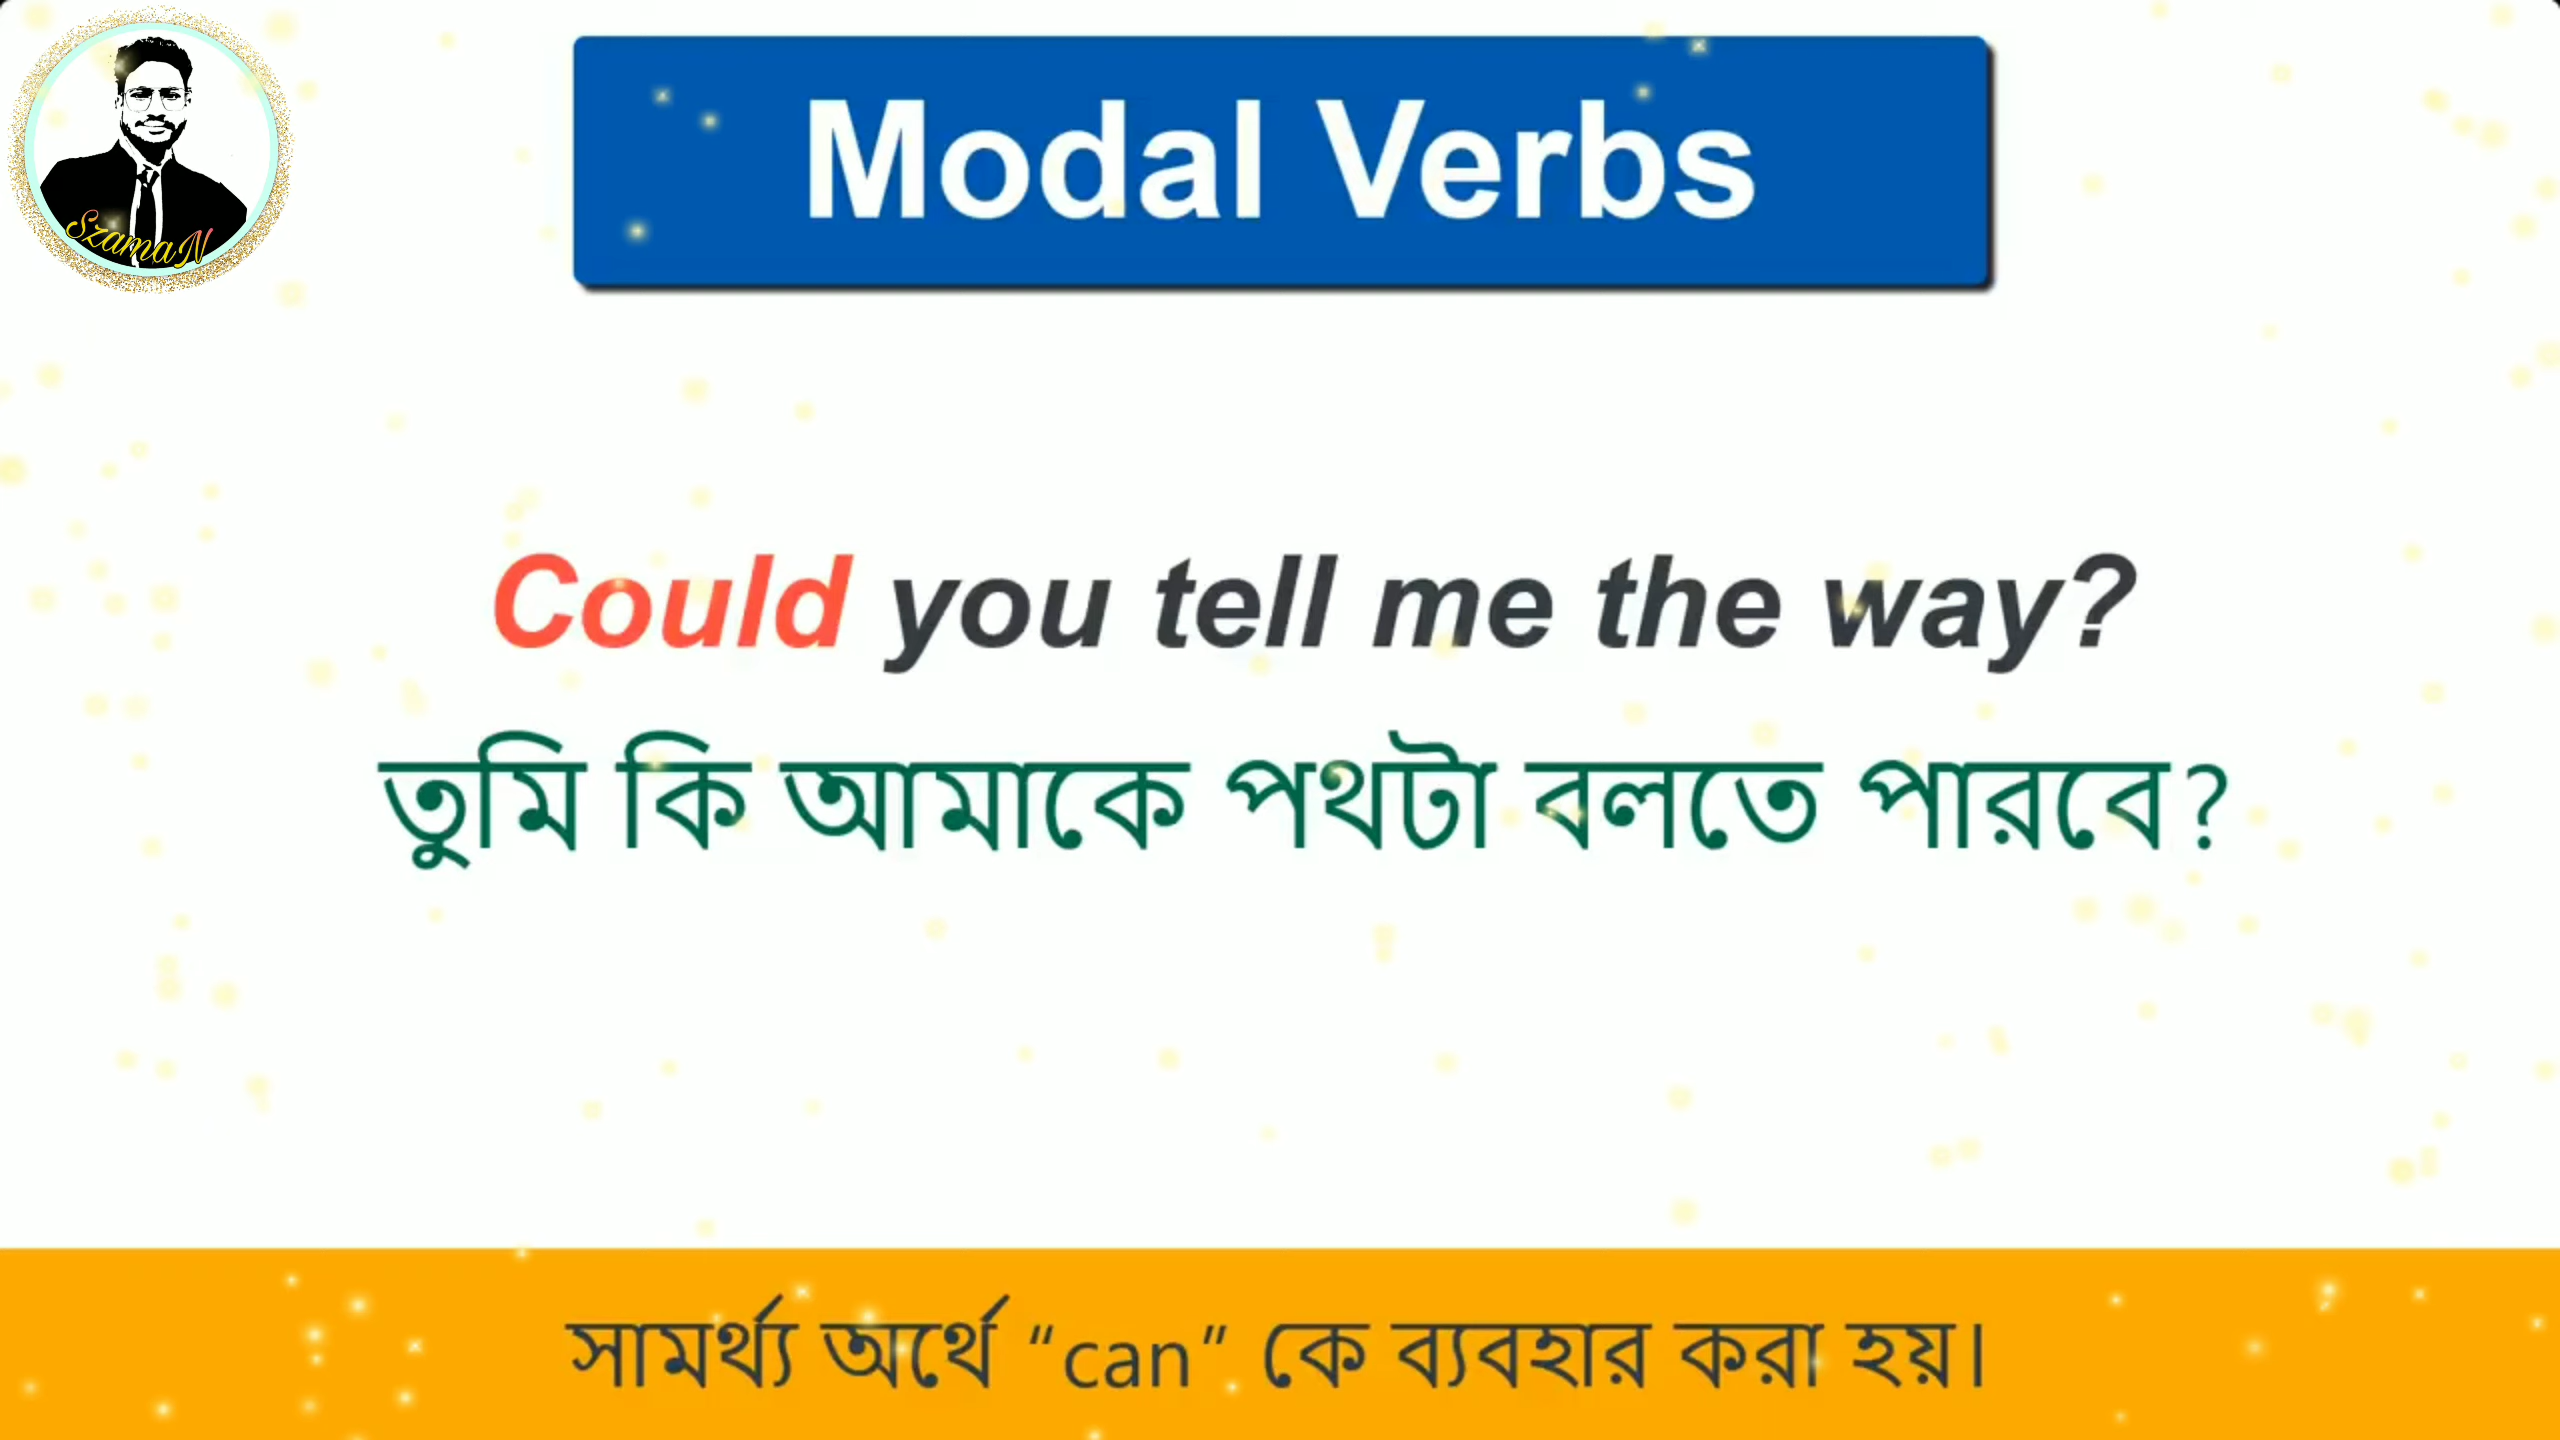 SzamaN
Modal Verbs
Could you tell me the way?
তুমি কি আমাকে পথটা বলতে পারবে?
সামর্থ্য অর্থে “can” কে ব্যবহার করা হয়।